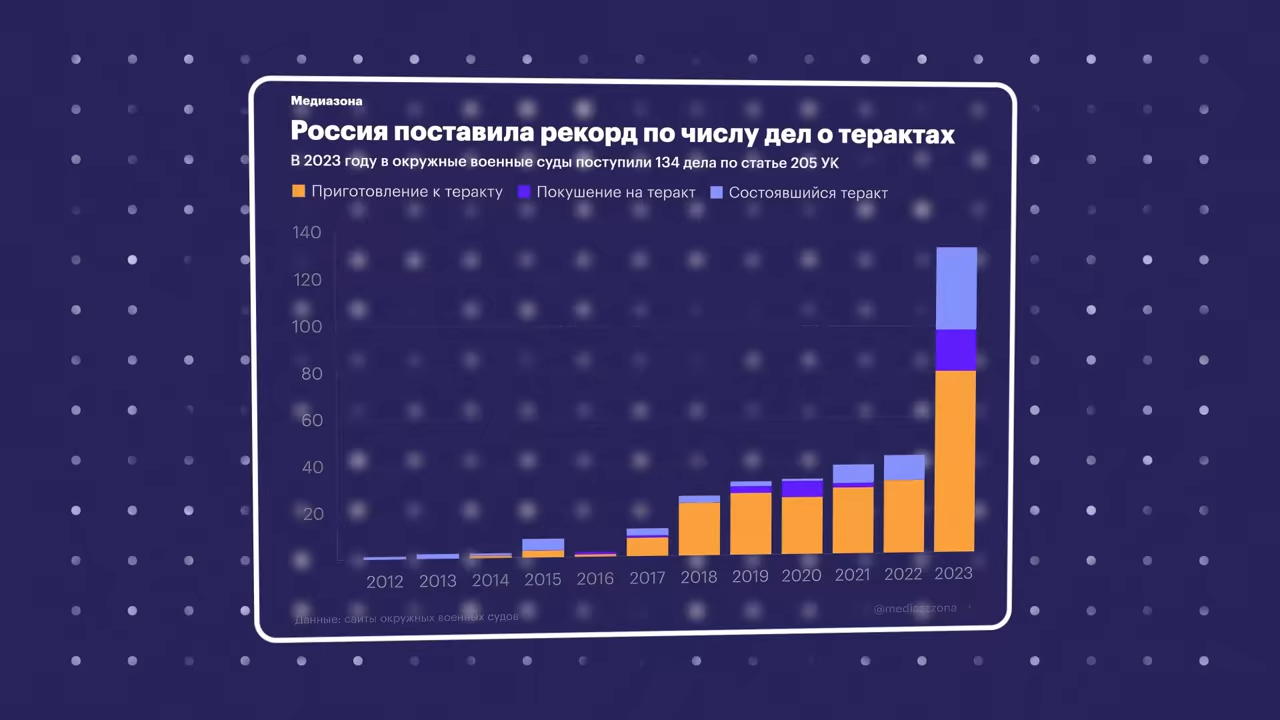 Медиазона
Россия поставила рекорд по числу дел о терактах
В 2023 году в окружные военные суды поступили 134 дела по статье 205 УК
Приготовление к теракту Покушение на теракт Состоявшийся теракт
140
120
100
80
60
40
20
2012 2013 2014 2015 2016 2017 2018 2019 2020 2021 2022 2023
Данные: сайты окружных военных судов @mediazzzona